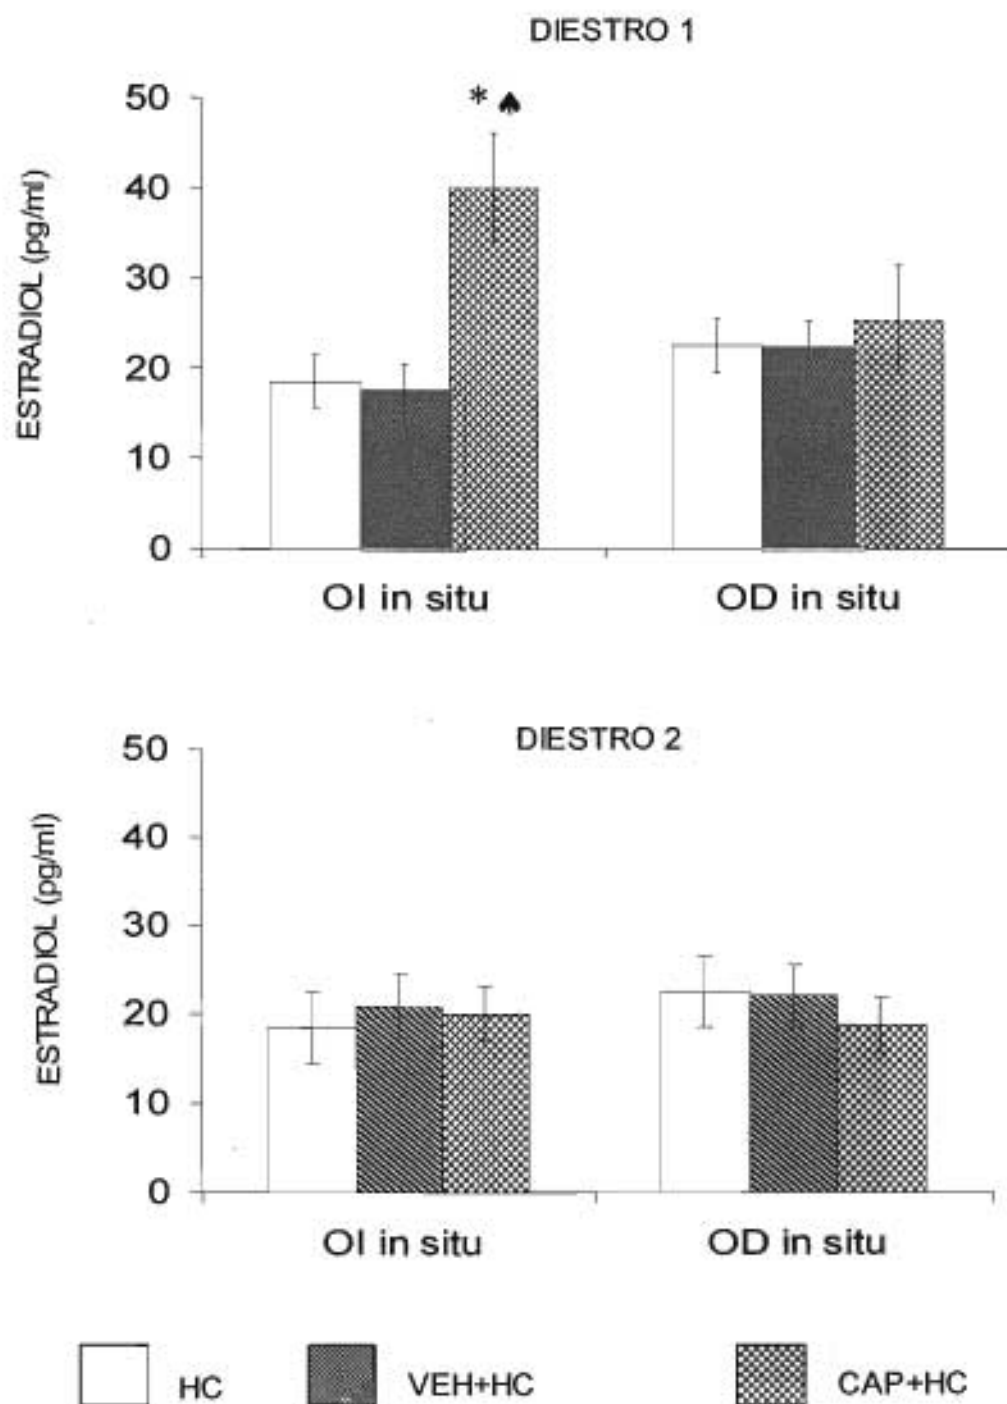 DIESTRO 1
ESTRADIOL (pg/ml)
50
* ♠
40
30
20
10
0
OI in situ OD in situ
DIESTRO 2
ESTRADIOL (pg/ml)
50
40
30
20
10
0
OI in situ OD in situ
HC VEH+HC CAP+HC